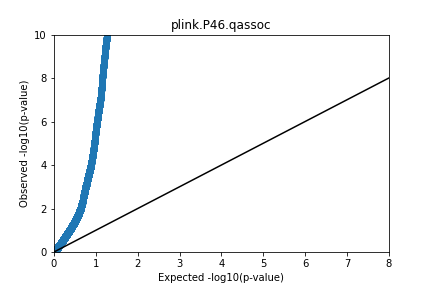 plink.P46.qassoc
Observed -log10(p-value)
10
8
6
4
2
0
0 1 2 3 4 5 6 7 8
Expected -log10(p-value)